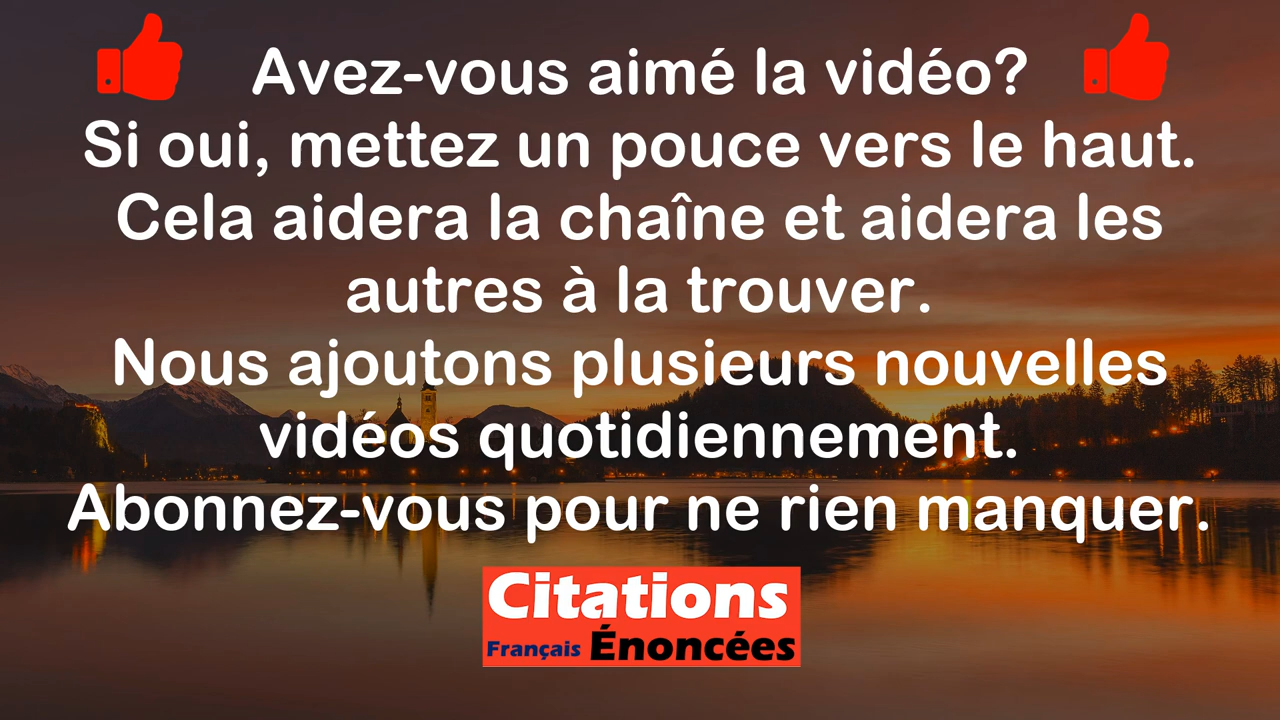 Avez-vous aimé la vidéo?
Si oui, mettez un pouce vers le haut.
Cela aidera la chaîne et aidera les
autres à la trouver.
Nous ajoutons plusieurs nouvelles
vidéos quotidiennement.
Abonnez-vous pour ne rien manquer.
Citations
Français Énoncées